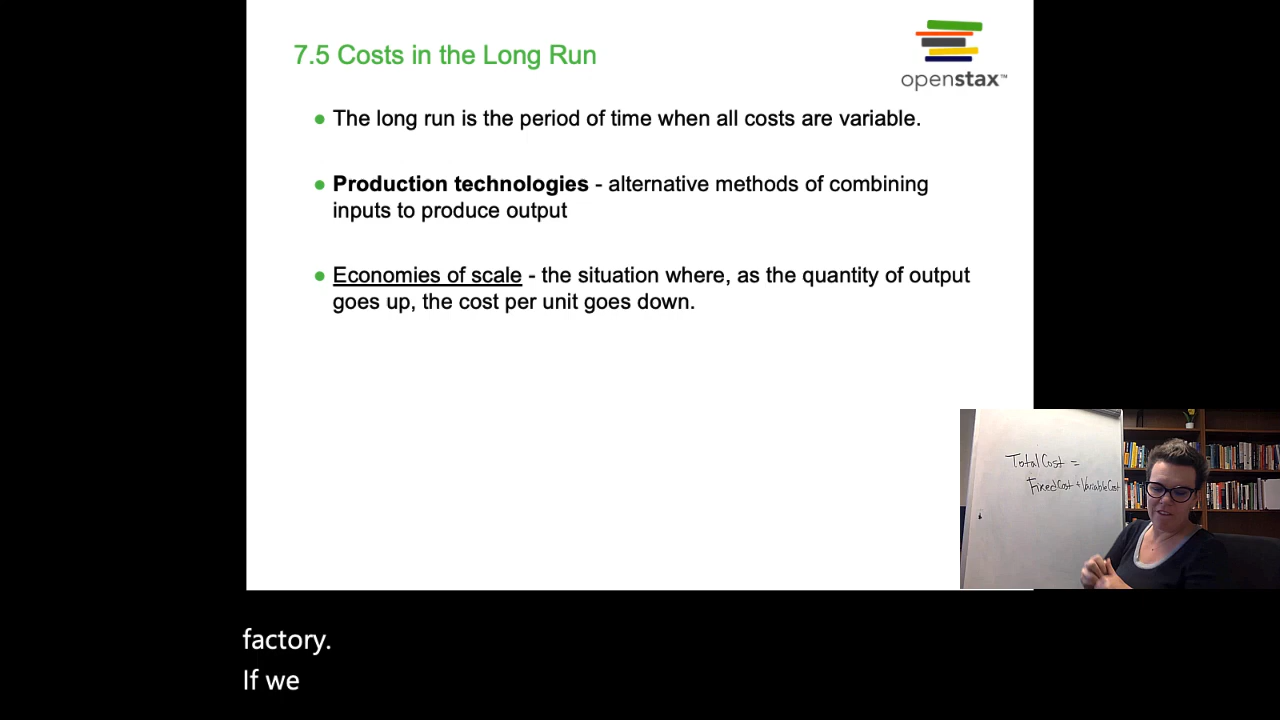 7.5 Costs in the Long Run
openstax™
● The long run is the period of time when all costs are variable.
● Production technologies - alternative methods of combining
inputs to produce output
● Economies of scale - the situation where, as the quantity of output
goes up, the cost per unit goes down.
Total Cost =
Fixed Cost + Variable Cost
factory.
If we